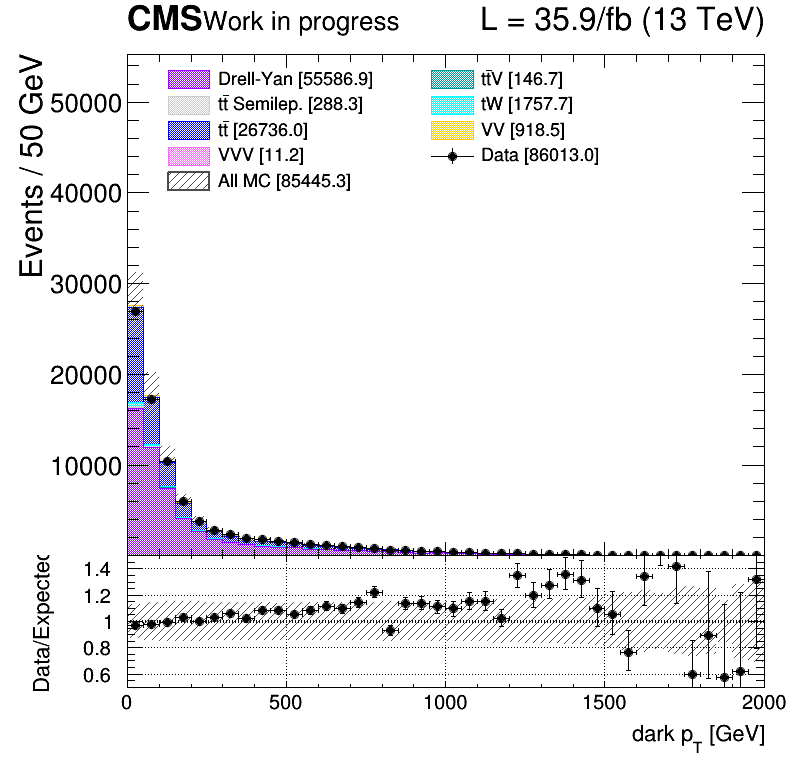 CMS Work in progress L = 35.9/fb (13 TeV)
Events / 50 GeV
Drell-Yan [55586.9]
tt̄ Semilep. [288.3]
tt̄ [26736.0]
VVV [11.2]
All MC [85445.3]
tt̄V [146.7]
tW [1757.7]
VV [918.5]
Data [86013.0]
50000
40000
30000
20000
10000
Data/Expected
1.4
1.2
1
0.8
0.6
0 500 1000 1500 2000
dark p_T [GeV]